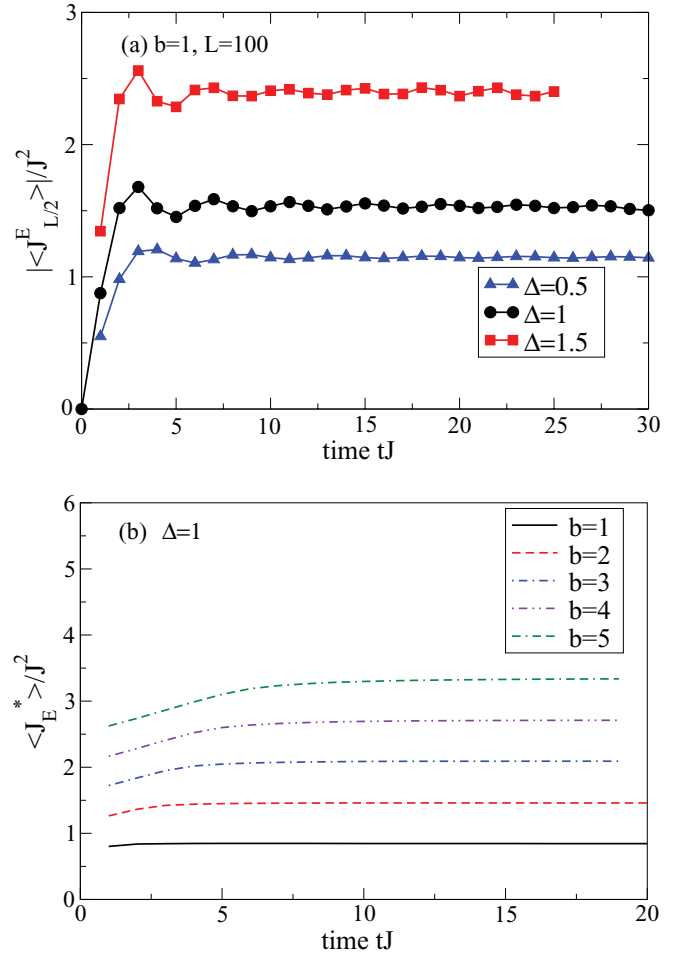 3
(a) b=1, L=100
2
|<J^E_{L/2}>|/J^2
1
Δ=0.5
Δ=1
Δ=1.5
0
0 5 10 15 20 25 30
time tJ
6
(b) Δ=1
b=1
5
b=2
b=3
4
b=4
b=5
<J_E^*>/J^2
3
2
1
0
0 5 10 15 20
time tJ